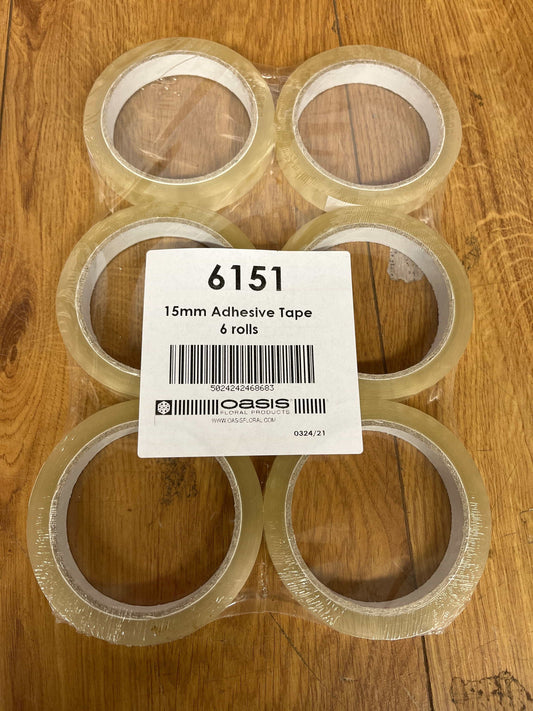 6151
15mm Adhesive Tape
6 rolls
5024242468683
OASIS
FLORAL PRODUCTS
WWW.OASISFLORAL.COM
0324/21